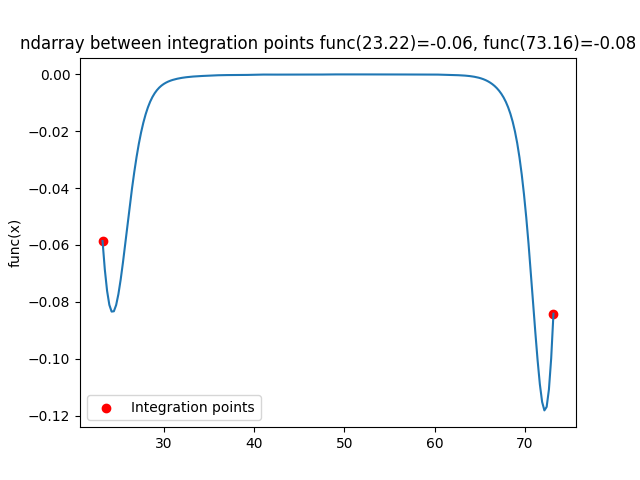 ndarray between integration points func(23.22)=-0.06, func(73.16)=-0.08
0.00
−0.02
−0.04
−0.06
−0.08
−0.10
−0.12
func(x)
Integration points
30 40 50 60 70